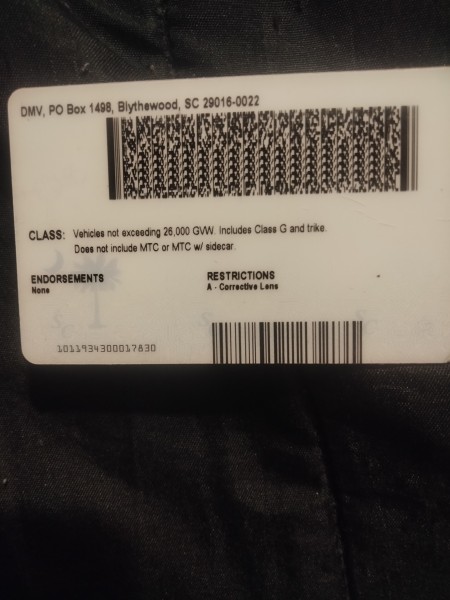 DMV, PO Box 1498, Blythewood, SC 29016-0022
CLASS: Vehicles not exceeding 26,000 GVW. Includes Class G and trike.
Does not include MTC or MTC w/ sidecar.
ENDORSEMENTS
None
RESTRICTIONS
A - Corrective Lens
1011934300017830